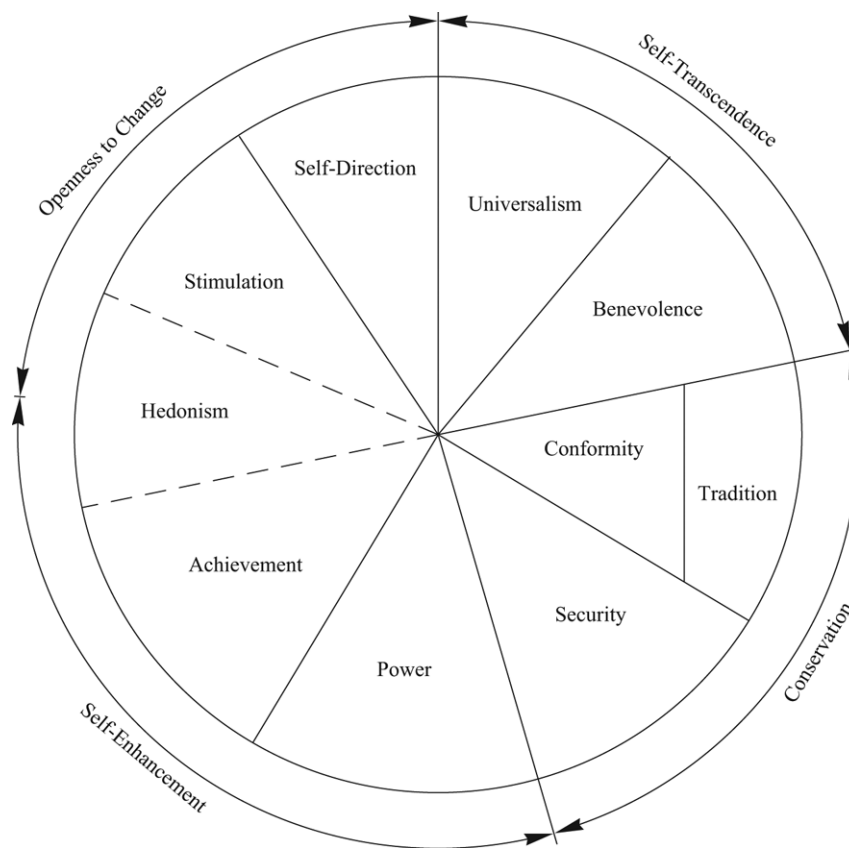 Self-Transcendence
Openness to Change
Self-Direction
Universalism
Stimulation
Benevolence
Hedonism
Conformity
Tradition
Achievement
Security
Power
Conservation
Self-Enhancement